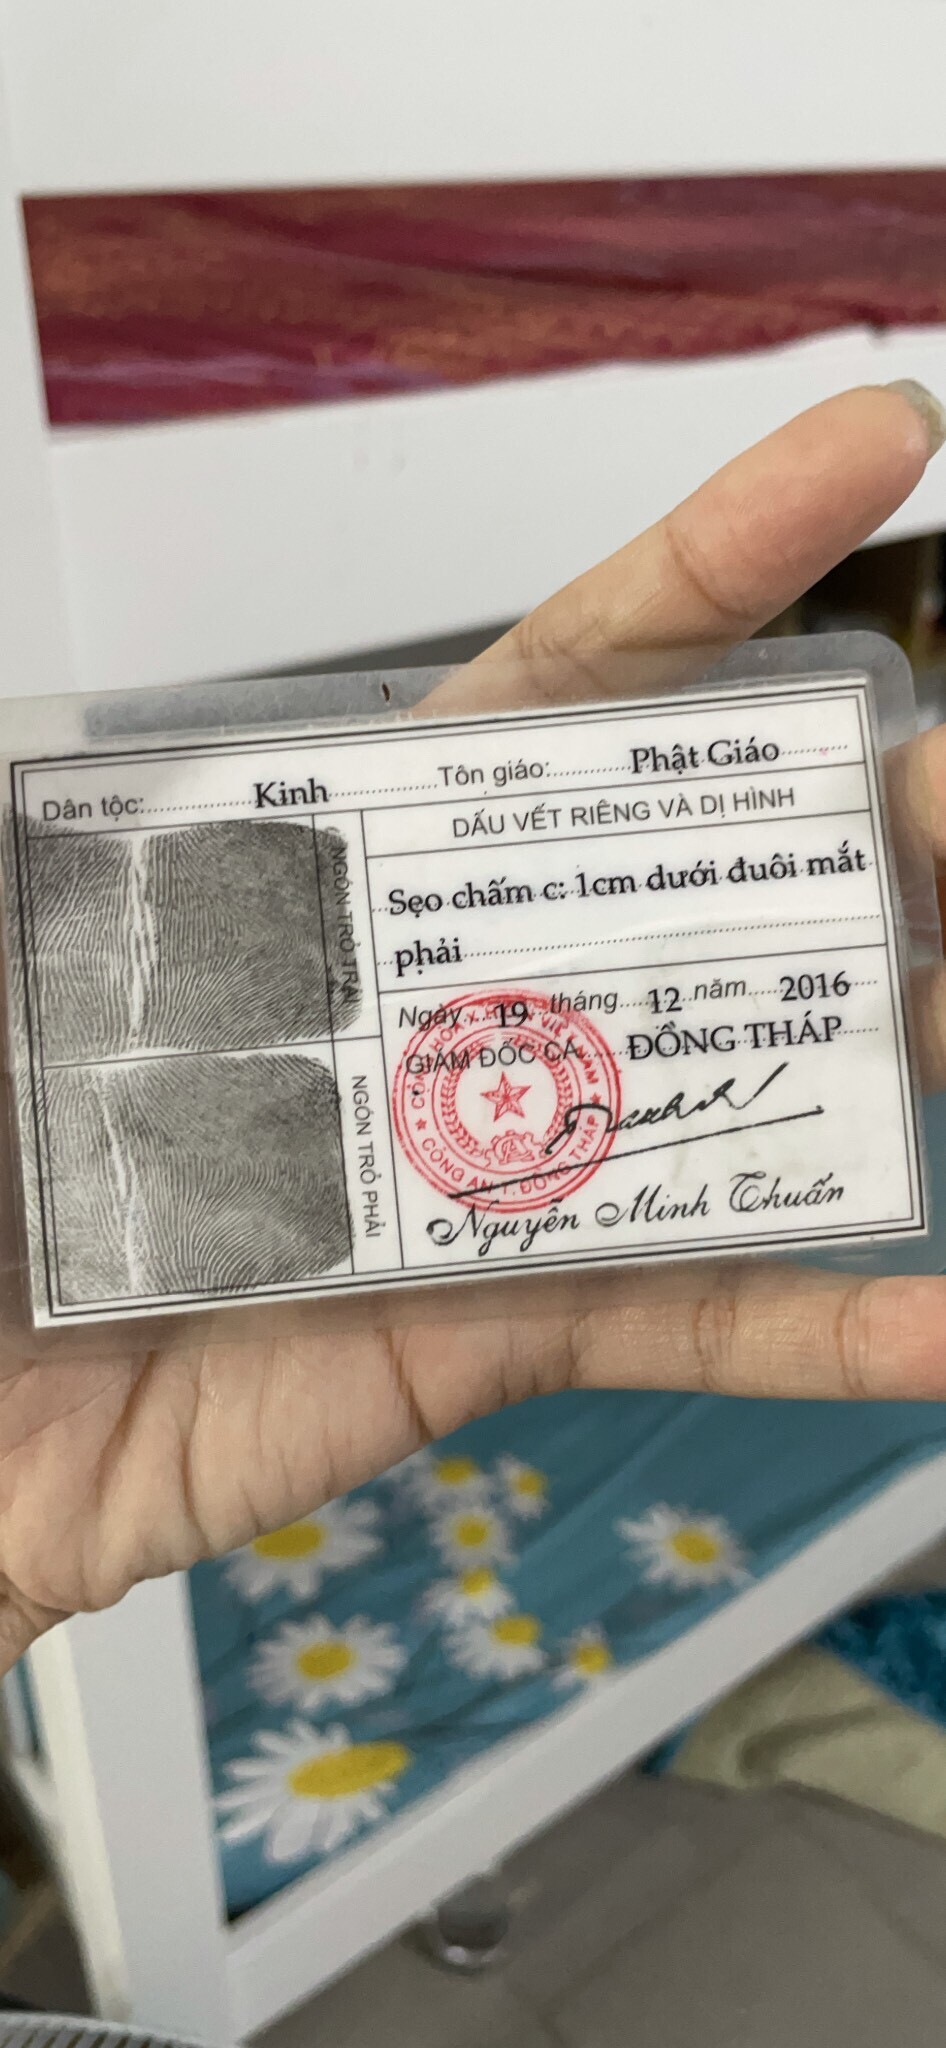 Dân tộc: Kinh Tôn giáo: Phật Giáo
NGÓN TRỎ TRÁI
DẤU VẾT RIÊNG VÀ DỊ HÌNH
Sẹo chấm c: 1cm dưới đuôi mắt
phải
NGÓN TRỎ PHẢI
Ngày 19 tháng 12 năm 2016
GIÁM ĐỐC CA ĐỒNG THÁP
CÔNG AN T. ĐỒNG THÁP
Nguyễn Minh Thuấn